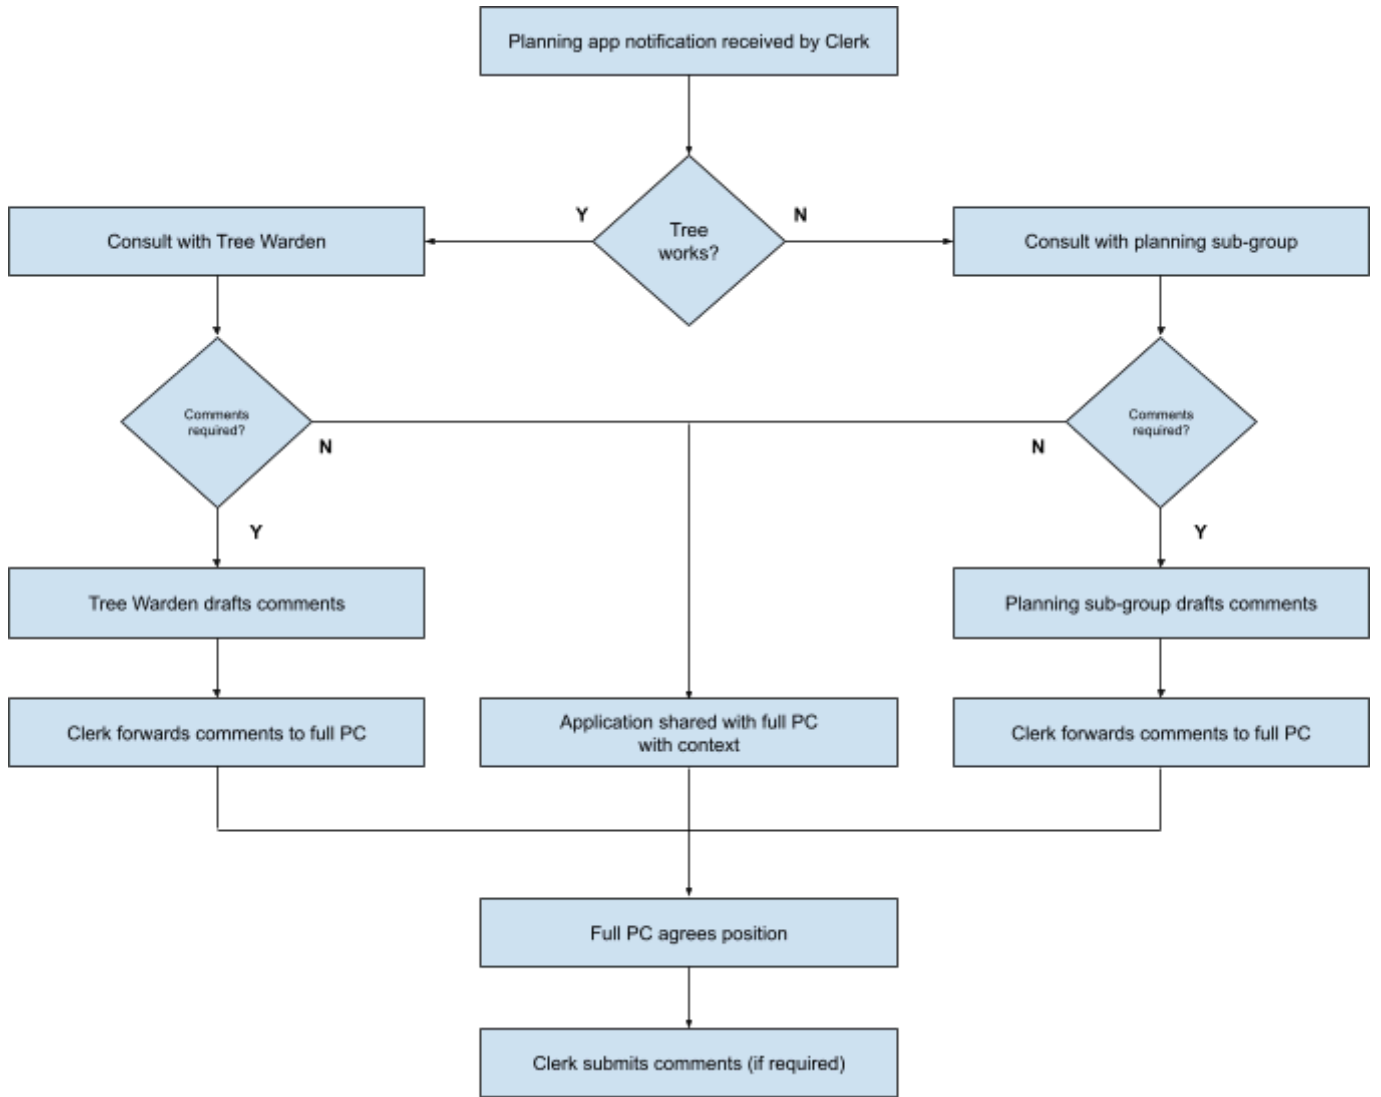 Planning app notification received by Clerk
Y
N
Tree
works?
Consult with Tree Warden
Consult with planning sub-group
Comments
required?
Comments
required?
N
N
Y
Y
Tree Warden drafts comments
Planning sub-group drafts comments
Clerk forwards comments to full PC
Application shared with full PC
with context
Clerk forwards comments to full PC
Full PC agrees position
Clerk submits comments (if required)